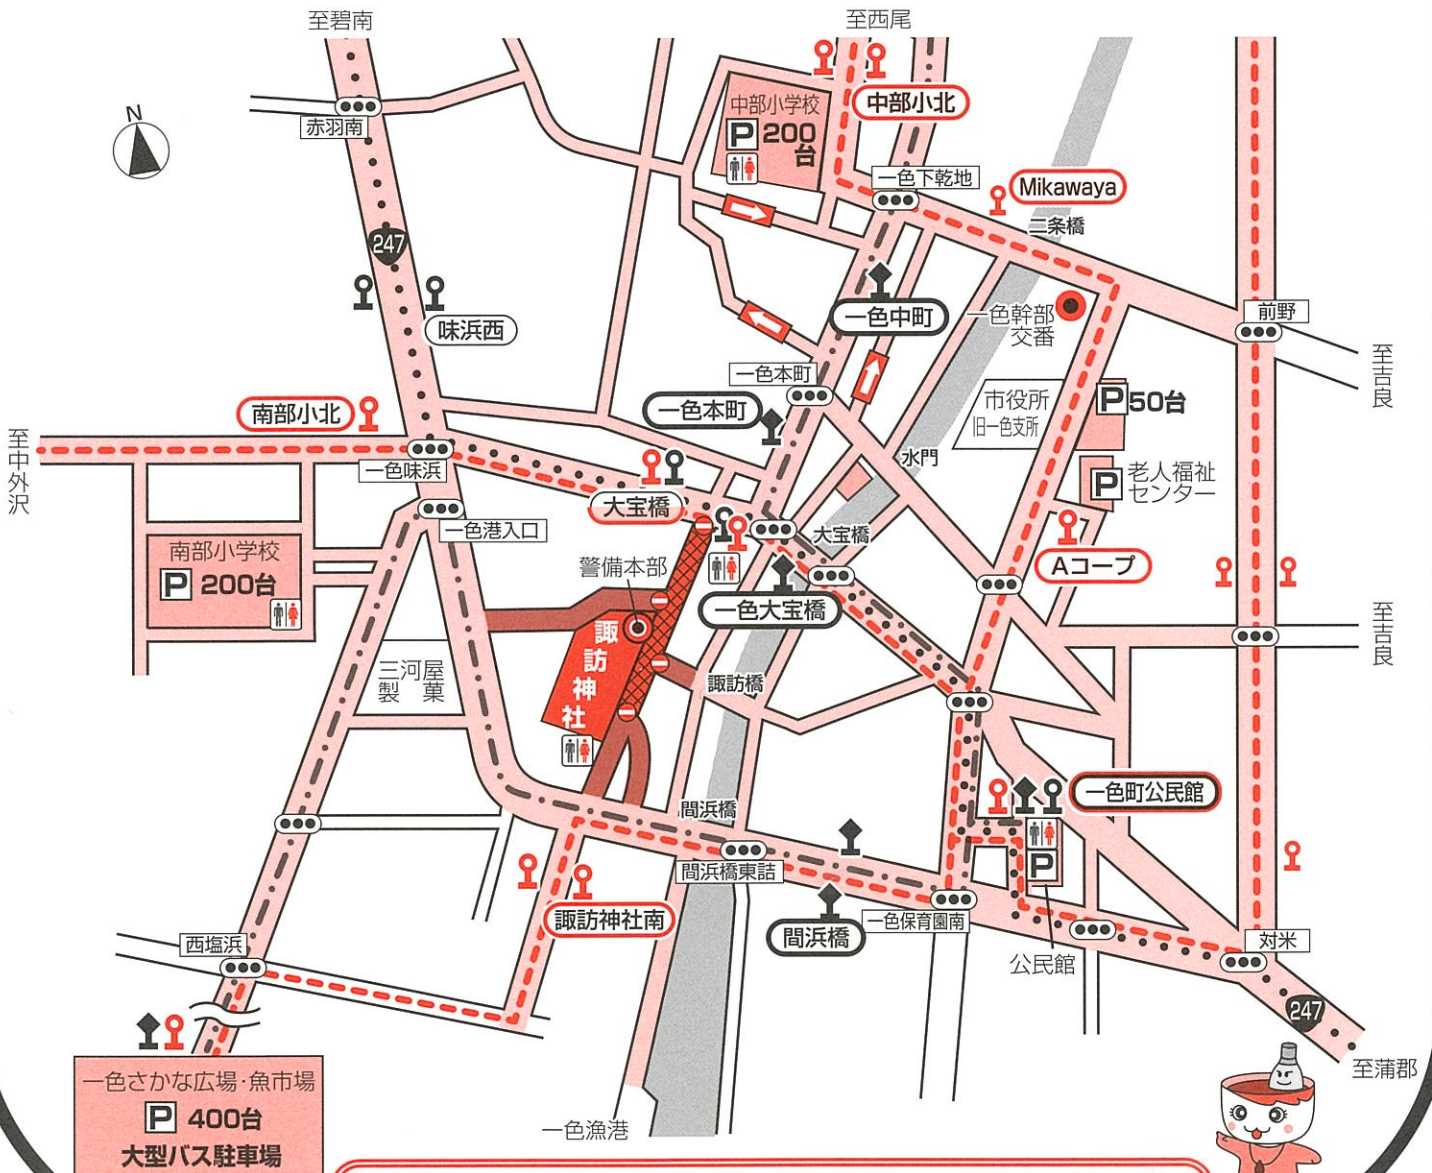 至碧南
至西尾
N
赤羽南
中部小学校
P 200台
中部小北
一色下乾地
Mikawaya
二条橋
247
味浜西
一色中町
一色幹部
交番
前野
至吉良
一色本町
一色本町
市役所
旧一色支所
P 50台
南部小北
至中外沢
一色味浜
水門
P
老人福祉
センター
大宝橋
一色港入口
大宝橋
Aコープ
南部小学校
P 200台
警備本部
一色大宝橋
至吉良
諏訪神社
三河屋
製菓
諏訪橋
一色町公民館
P
間浜橋
間浜橋東詰
諏訪神社南
間浜橋
一色保育園南
公民館
対米
西塩浜
247
至蒲郡
一色さかな広場・魚市場
P 400台
大型バス駐車場
一色漁港